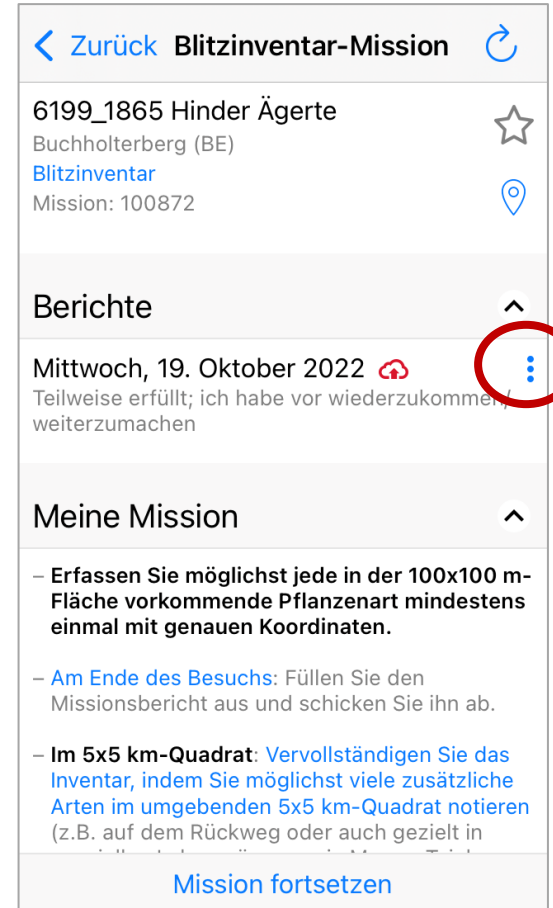 Zurück Blitzinventar-Mission
6199_1865 Hinder Ägerte
Buchholterberg (BE)
Blitzinventar
Mission: 100872
Berichte
Mittwoch, 19. Oktober 2022
Teilweise erfüllt; ich habe vor wiederzukommen/
weiterzumachen
Meine Mission
– Erfassen Sie möglichst jede in der 100x100 m-
Fläche vorkommende Pflanzenart mindestens
einmal mit genauen Koordinaten.
– Am Ende des Besuchs: Füllen Sie den
Missionsbericht aus und schicken Sie ihn ab.
– Im 5x5 km-Quadrat: Vervollständigen Sie das
Inventar, indem Sie möglichst viele zusätzliche
Arten im umgebenden 5x5 km-Quadrat notieren
(z.B. auf dem Rückweg oder auch gezielt in
Mission fortsetzen